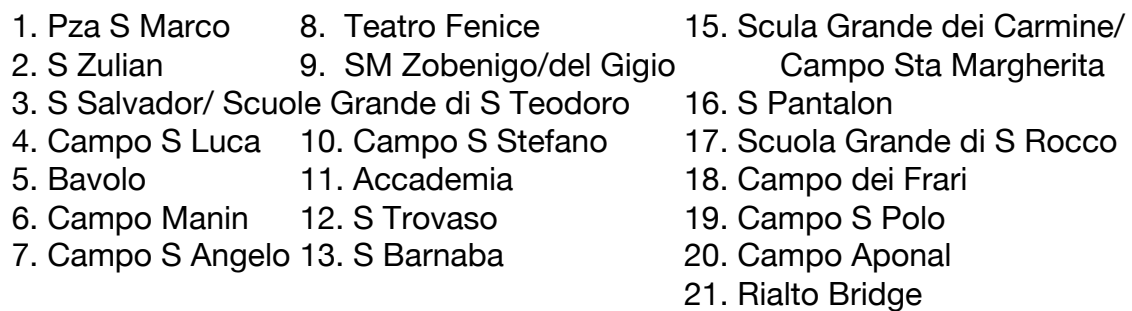 1. Pza S Marco
2. S Zulian
3. S Salvador/ Scuole Grande di S Teodoro
4. Campo S Luca
5. Bavolo
6. Campo Manin
7. Campo S Angelo
8. Teatro Fenice
9. SM Zobenigo/del Gigio
10. Campo S Stefano
11. Accademia
12. S Trovaso
13. S Barnaba
15. Scula Grande dei Carmine/
Campo Sta Margherita
16. S Pantalon
17. Scuola Grande di S Rocco
18. Campo dei Frari
19. Campo S Polo
20. Campo Aponal
21. Rialto Bridge